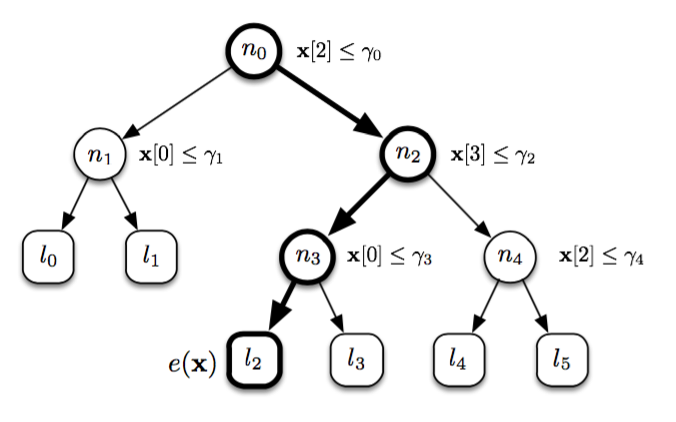 n₀ x[2] ≤ γ₀
n₁ x[0] ≤ γ₁ n₂ x[3] ≤ γ₂
l₀ l₁ n₃ x[0] ≤ γ₃ n₄ x[2] ≤ γ₄
e(x) l₂ l₃ l₄ l₅